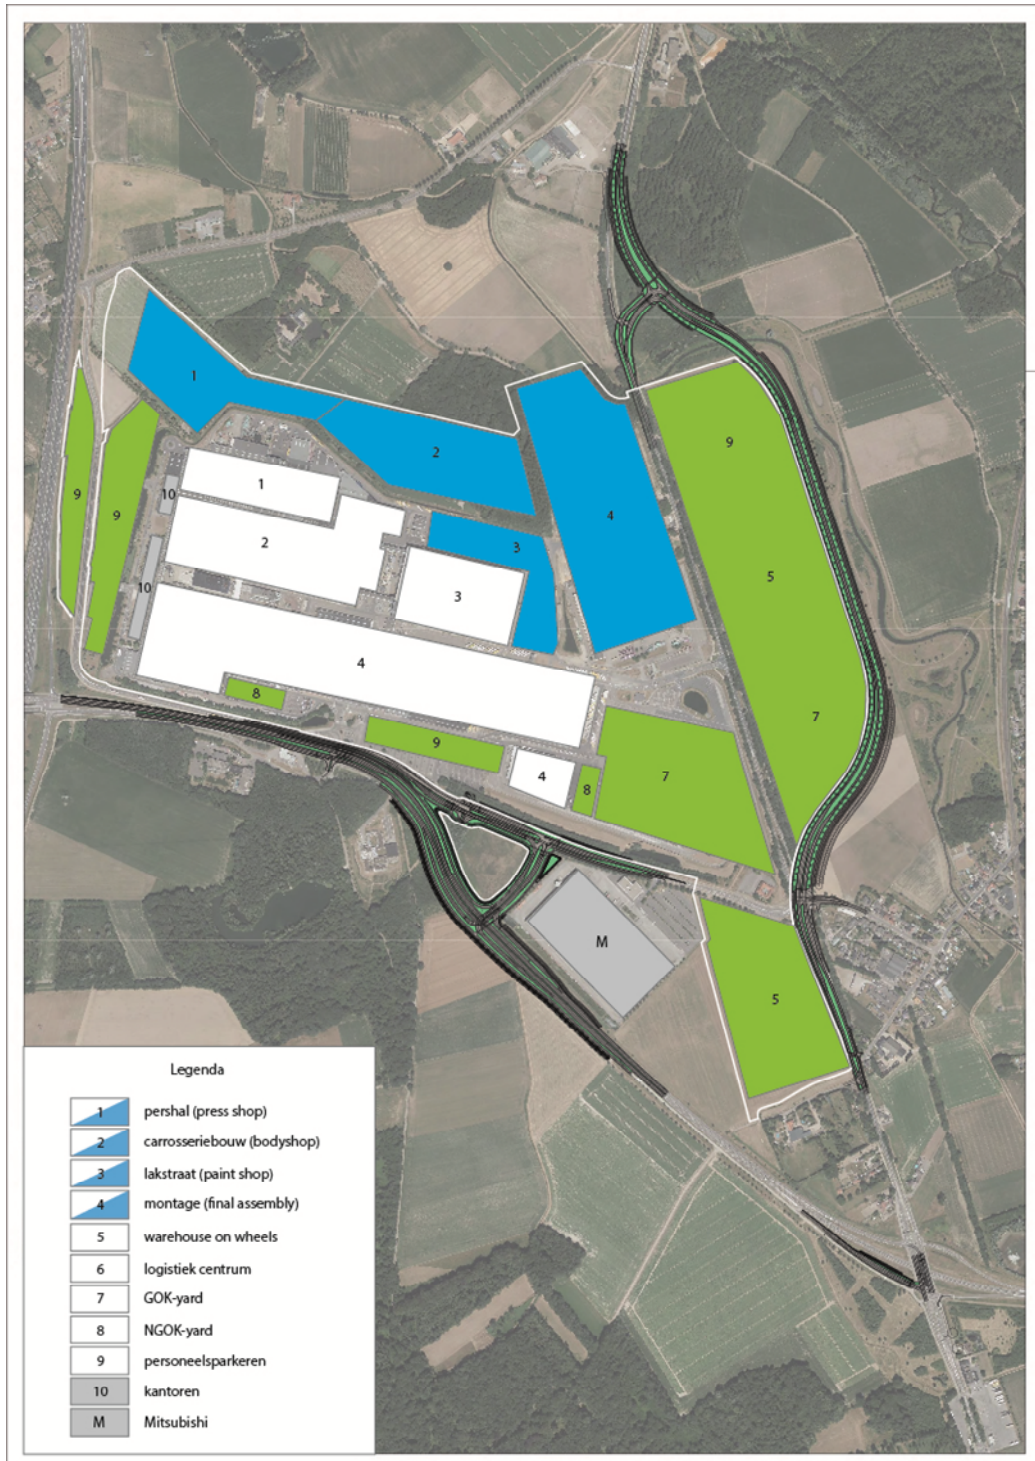 1
2
9
4
9
9
1
10
2
3
5
3
10
4
8
7
9
4
7
8
M
5
Legenda
1 pershal (press shop)
2 carrosseriebouw (bodyshop)
3 lakstraat (paint shop)
4 montage (final assembly)
5 warehouse on wheels
6 logistiek centrum
7 GOK-yard
8 NGOK-yard
9 personeelsparkeren
10 kantoren
M Mitsubishi